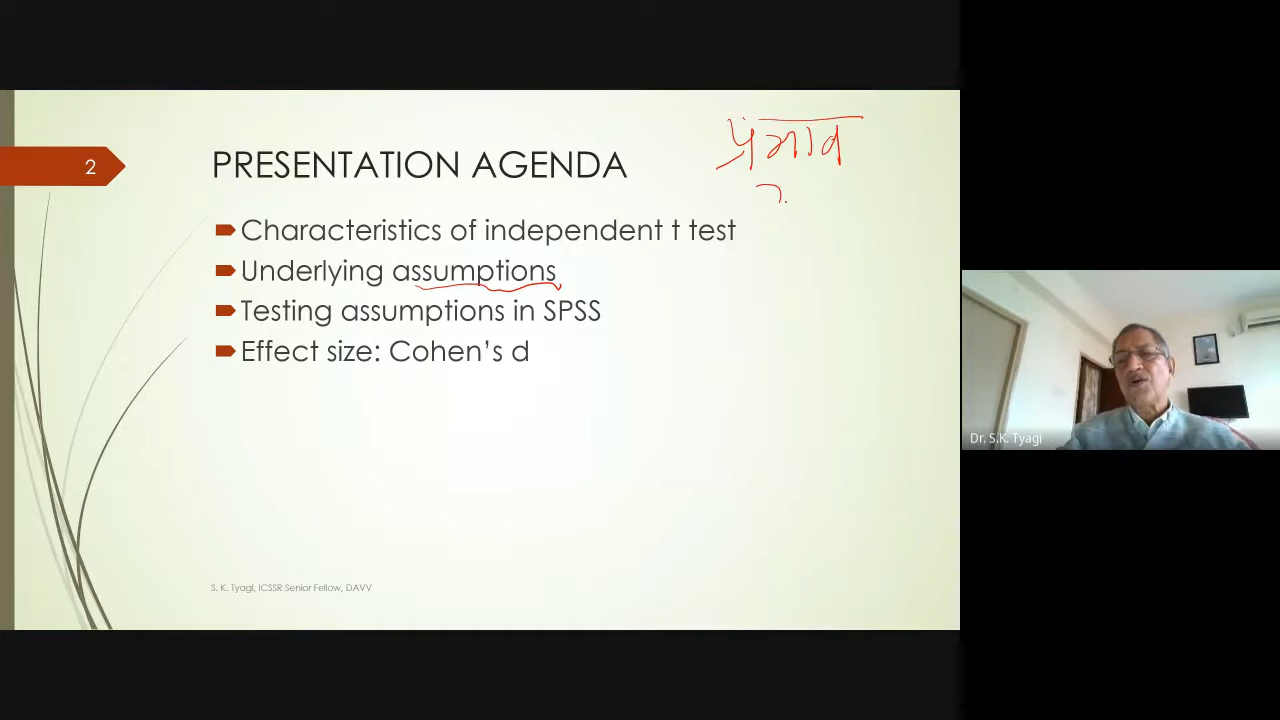 2
PRESENTATION AGENDA
प्रभाव
Characteristics of independent t test
Underlying assumptions
Testing assumptions in SPSS
Effect size: Cohen's d
S. K. Tyagi, ICSSR Senior Fellow, DAVV
Dr. S.K. Tyagi